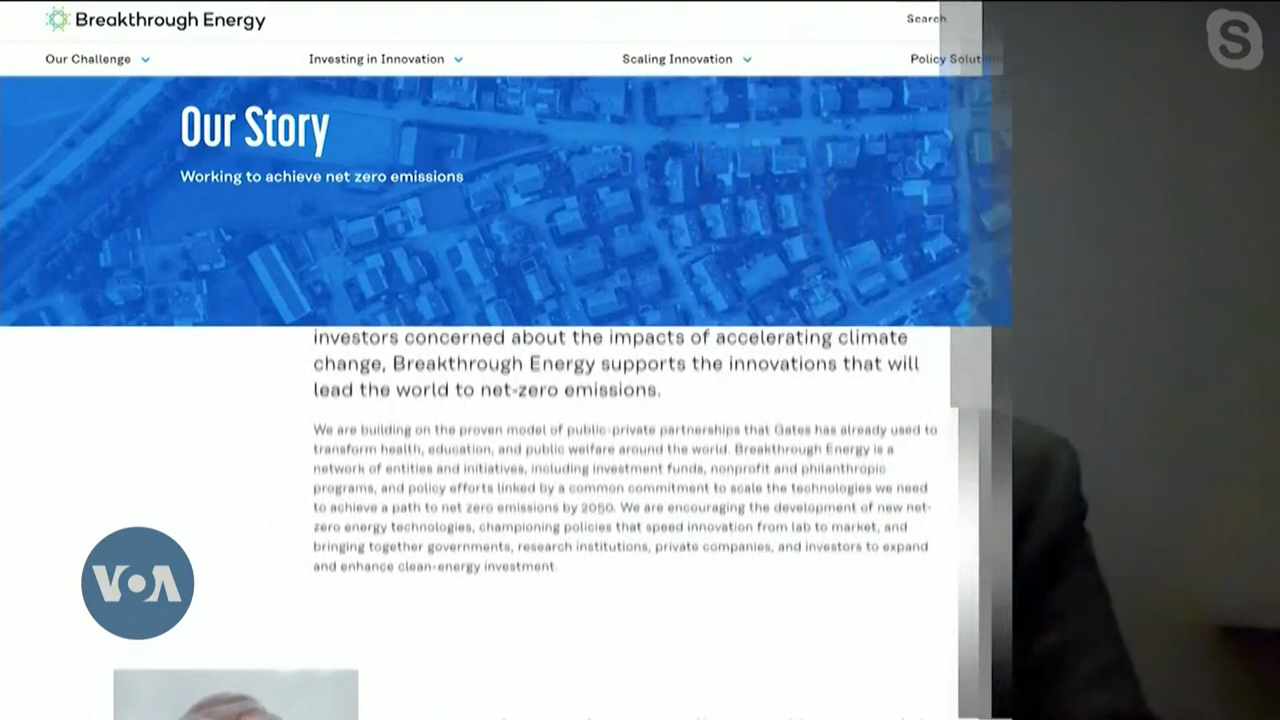 Breakthrough Energy
Search
Our Challenge
Investing in Innovation
Scaling Innovation
Policy
Our Story
Working to achieve net zero emissions
investors concerned about the impacts of accelerating climate
change, Breakthrough Energy supports the innovations that will
lead the world to net-zero emissions.
We are building on the proven model of public-private partnerships that Gates has already used to
transform health, education, and public welfare around the world. Breakthrough Energy is a
network of entities and initiatives, including investment funds, nonprofit and philanthropic
programs, and policy efforts linked by a common commitment to scale the technologies we need
to achieve a path to net zero emissions by 2050. We are encouraging the development of new net-
zero energy technologies, championing policies that speed innovation from lab to market, and
bringing together governments, research institutions, private companies, and investors to expand
and enhance clean-energy investment.
VOA
S